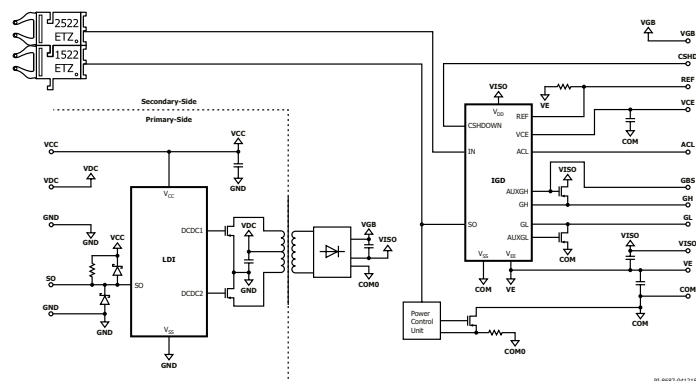 2522
ETZ
1522
ETZ
Secondary-Side
Primary-Side
VCC
VDC
GND
SO
GND
VDC
GND
VCC
GND
VCC
GND
VCC
LDI
SO
DCDC1
DCDC2
VSS
GND
VDC
GND
VGB
VISO
COM0
VISO
VDD
CSHDOWN
IN
IGD
SO
VSS
VEE
COM
VE
REF
VCE
ACL
AUXGH
GH
GL
AUXGL
VE
COM
VISO
COM
VISO
COM
Power
Control
Unit
COM0
VGB
VGB
CSHD
REF
VCE
ACL
GBS
GH
GL
VISO
VE
COM